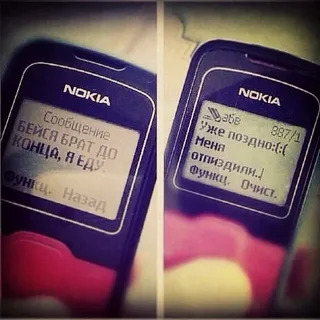 NOKIA
Сообщение
БЕЙСЯ БРАТ ДО
КОНЦА, Я ЕДУ.
Функц. Назад
NOKIA
абв 887/1
Уже поздно:(:(
Меня
отпиздили.
Функц. Очист.